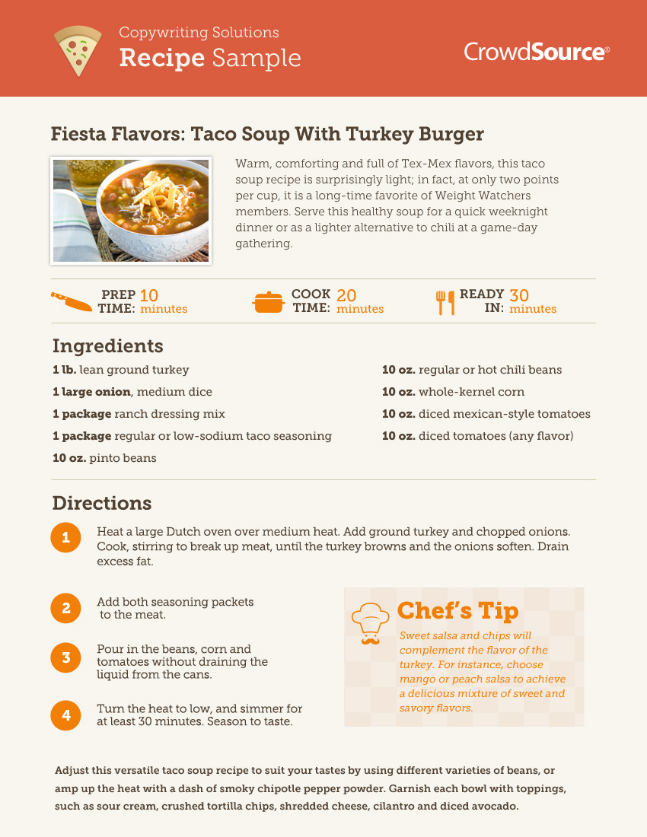 Copywriting Solutions
Recipe Sample
CrowdSource®
Fiesta Flavors: Taco Soup With Turkey Burger
Warm, comforting and full of Tex-Mex flavors, this taco
soup recipe is surprisingly light; in fact, at only two points
per cup, it is a long-time favorite of Weight Watchers
members. Serve this healthy soup for a quick weeknight
dinner or as a lighter alternative to chili at a game-day
gathering.
PREP TIME: 10 minutes
COOK TIME: 20 minutes
READY IN: 30 minutes
Ingredients
1 lb. lean ground turkey
1 large onion, medium dice
1 package ranch dressing mix
1 package regular or low-sodium taco seasoning
10 oz. pinto beans
10 oz. regular or hot chili beans
10 oz. whole-kernel corn
10 oz. diced mexican-style tomatoes
10 oz. diced tomatoes (any flavor)
Directions
1
Heat a large Dutch oven over medium heat. Add ground turkey and chopped onions.
Cook, stirring to break up meat, until the turkey browns and the onions soften. Drain
excess fat.
2
Add both seasoning packets
to the meat.
3
Pour in the beans, corn and
tomatoes without draining the
liquid from the cans.
4
Turn the heat to low, and simmer for
at least 30 minutes. Season to taste.
Chef's Tip
Sweet salsa and chips will
complement the flavor of the
turkey. For instance, choose
mango or peach salsa to achieve
a delicious mixture of sweet and
savory flavors.
Adjust this versatile taco soup recipe to suit your tastes by using different varieties of beans, or
amp up the heat with a dash of smoky chipotle pepper powder. Garnish each bowl with toppings,
such as sour cream, crushed tortilla chips, shredded cheese, cilantro and diced avocado.